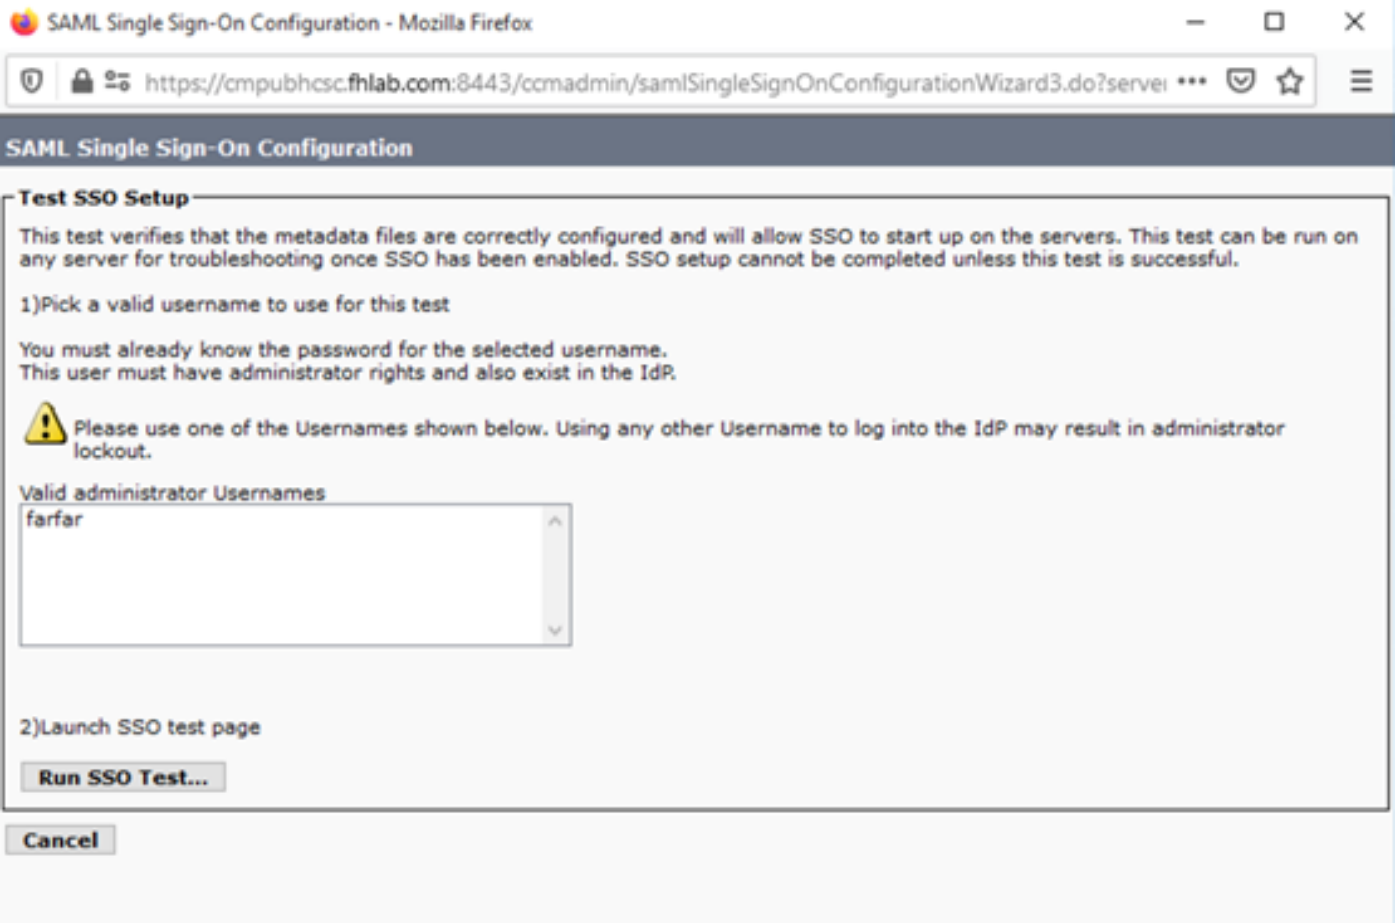 SAML Single Sign-On Configuration - Mozilla Firefox
https://cmpubhcsc.fhlab.com:8443/ccmadmin/samlSingleSignOnConfigurationWizard3.do?server
SAML Single Sign-On Configuration
Test SSO Setup
This test verifies that the metadata files are correctly configured and will allow SSO to start up on the servers. This test can be run on
any server for troubleshooting once SSO has been enabled. SSO setup cannot be completed unless this test is successful.
1)Pick a valid username to use for this test
You must already know the password for the selected username.
This user must have administrator rights and also exist in the IdP.
Please use one of the Usernames shown below. Using any other Username to log into the IdP may result in administrator
lockout.
Valid administrator Usernames
farfar
2)Launch SSO test page
Run SSO Test...
Cancel